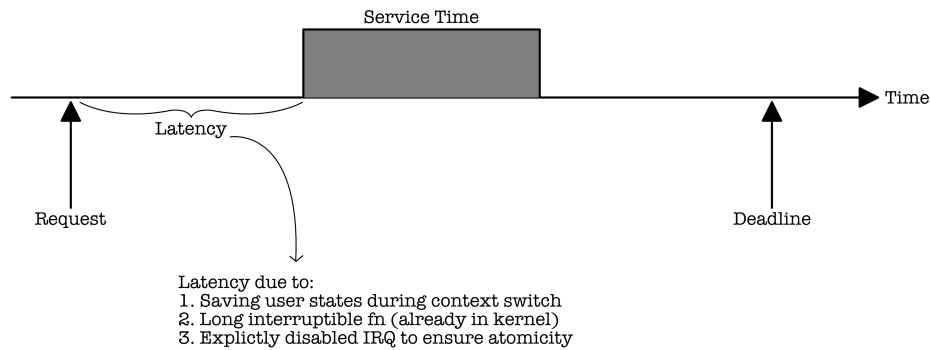 Service Time
Time
Latency
Request
Deadline
Latency due to:
1. Saving user states during context switch
2. Long interruptible fn (already in kernel)
3. Explictly disabled IRQ to ensure atomicity